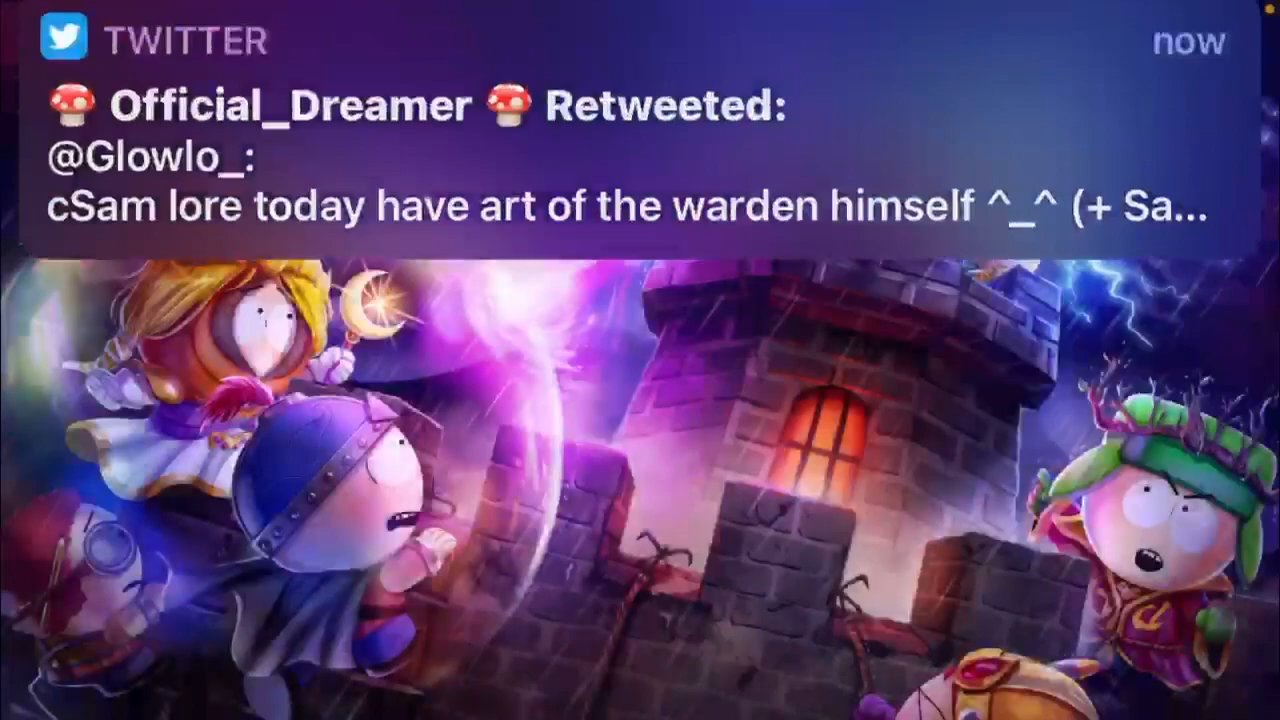 TWITTER
now
🍄 Official_Dreamer 🍄 Retweeted:
@Glowlo_:
cSam lore today have art of the warden himself ^_^ (+ Sa...